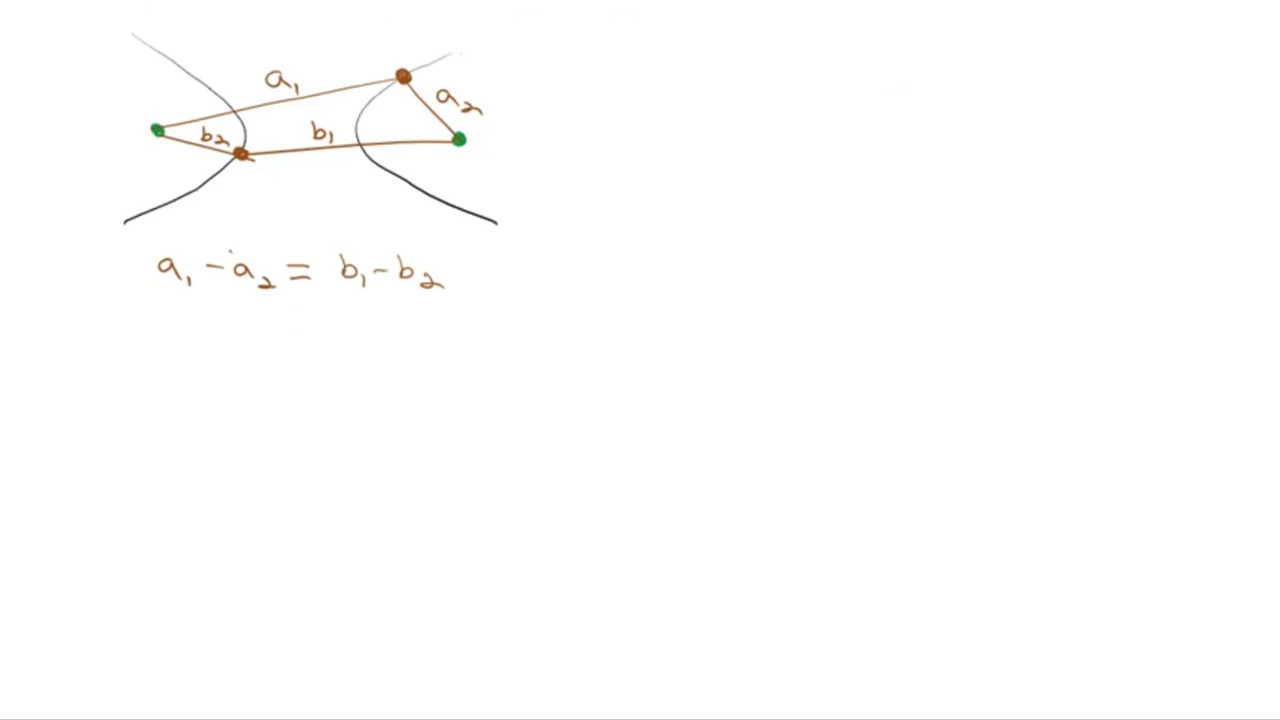 a₁
a₂
b₂
b₁
a₁ - a₂ = b₁ - b₂